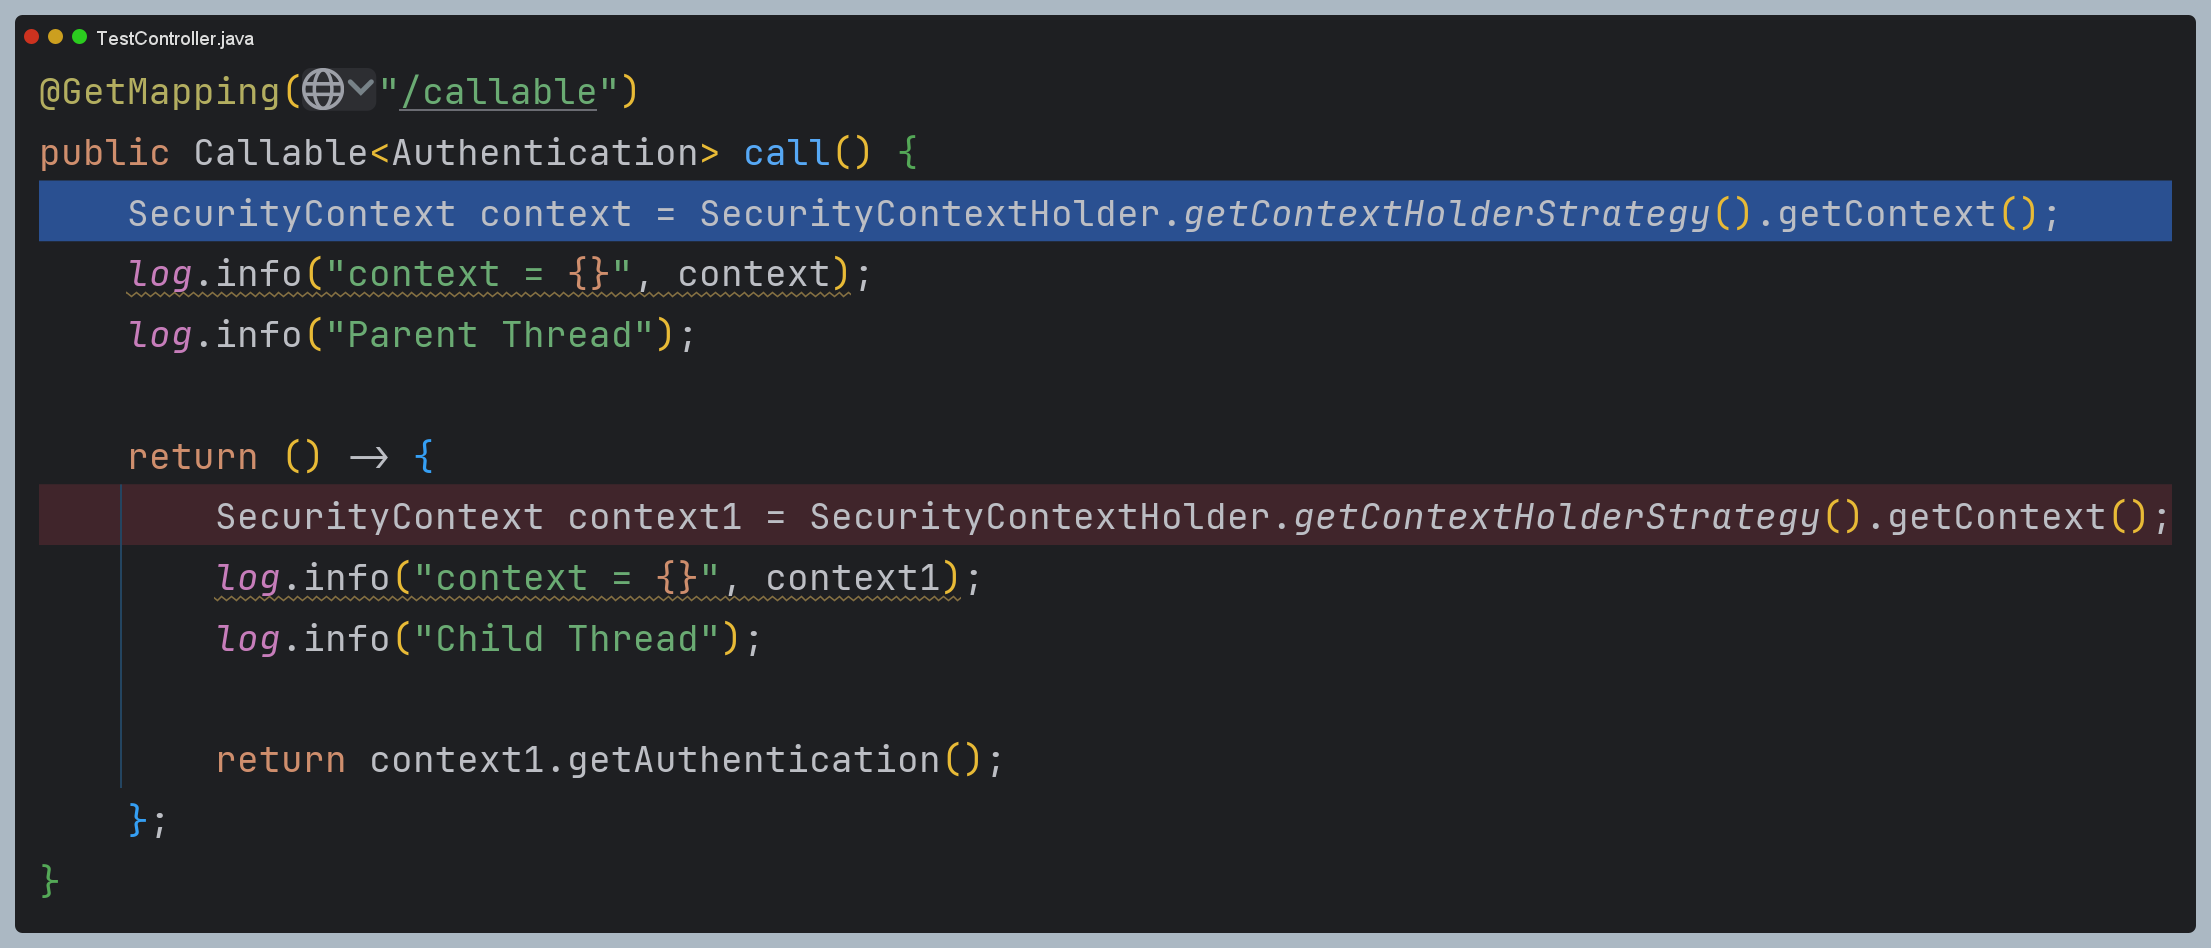 TestController.java
@GetMapping("/callable")
public Callable<Authentication> call() {
    SecurityContext context = SecurityContextHolder.getContextHolderStrategy().getContext();
    log.info("context = {}", context);
    log.info("Parent Thread");
    return () -> {
        SecurityContext context1 = SecurityContextHolder.getContextHolderStrategy().getContext();
        log.info("context = {}", context1);
        log.info("Child Thread");
        return context1.getAuthentication();
    };
}